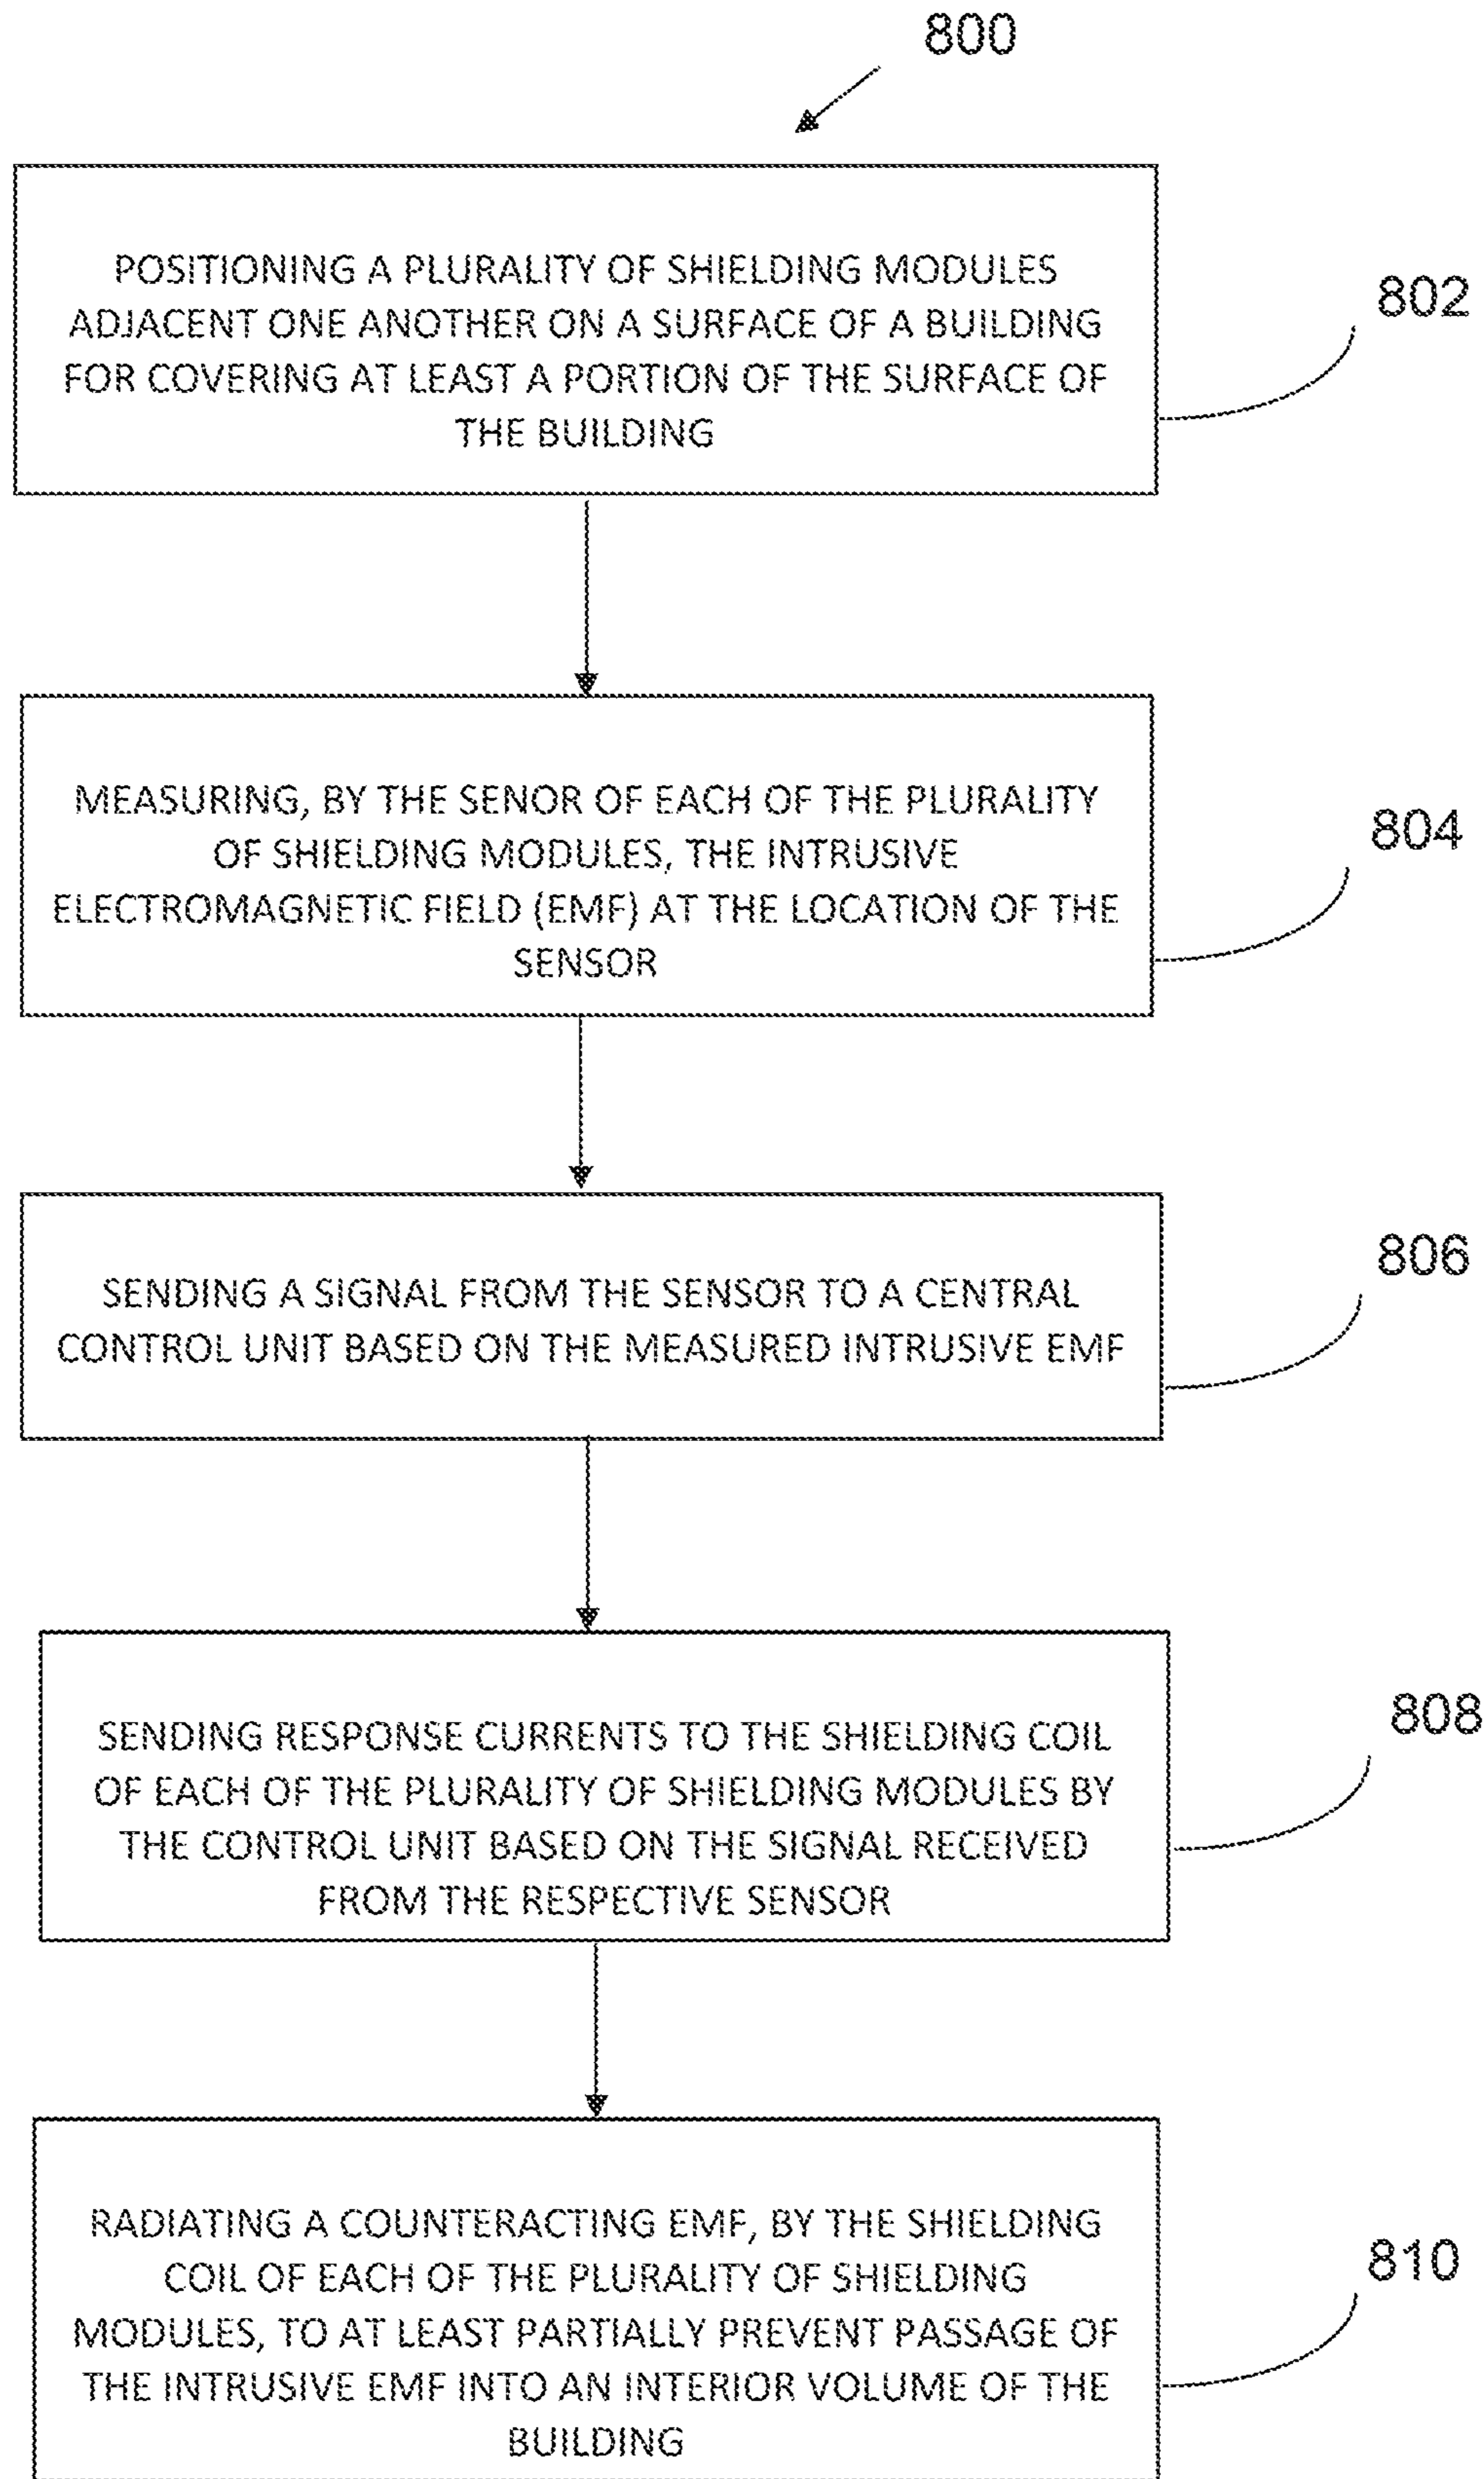 800
POSITIONING A PLURALITY OF SHIELDING MODULES
ADJACENT ONE ANOTHER ON A SURFACE OF A BUILDING
FOR COVERING AT LEAST A PORTION OF THE SURFACE OF
THE BUILDING
802
MEASURING, BY THE SENOR OF EACH OF THE PLURALITY
OF SHIELDING MODULES, THE INTRUSIVE
ELECTROMAGNETIC FIELD (EMF) AT THE LOCATION OF THE
SENSOR
804
SENDING A SIGNAL FROM THE SENSOR TO A CENTRAL
CONTROL UNIT BASED ON THE MEASURED INTRUSIVE EMF
806
SENDING RESPONSE CURRENTS TO THE SHIELDING COIL
OF EACH OF THE PLURALITY OF SHIELDING MODULES BY
THE CONTROL UNIT BASED ON THE SIGNAL RECEIVED
FROM THE RESPECTIVE SENSOR
808
RADIATING A COUNTERACTING EMF, BY THE SHIELDING
COIL OF EACH OF THE PLURALITY OF SHIELDING
MODULES, TO AT LEAST PARTIALLY PREVENT PASSAGE OF
THE INTRUSIVE EMF INTO AN INTERIOR VOLUME OF THE
BUILDING
810